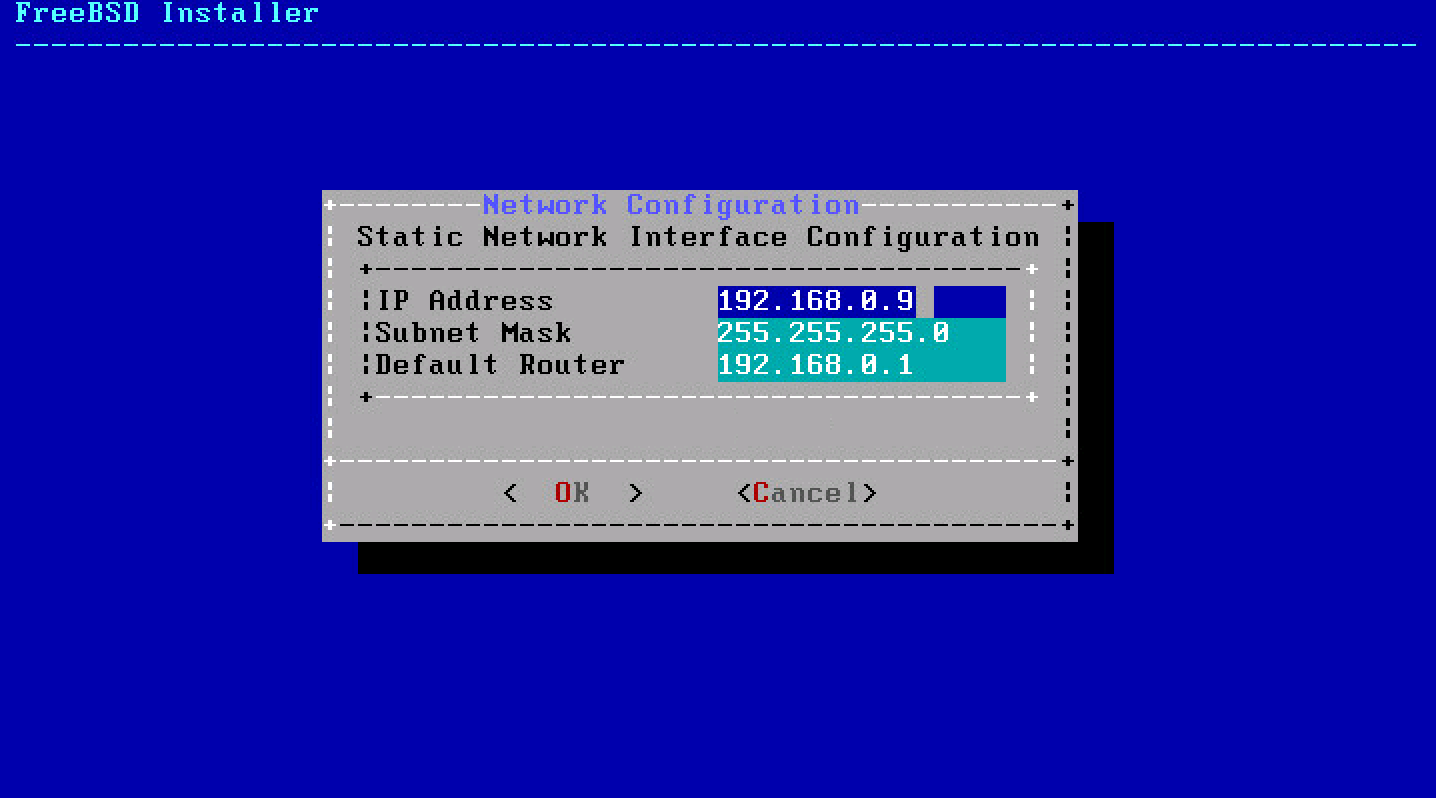 FreeBSD Installer
Network Configuration
Static Network Interface Configuration
IP Address 192.168.0.9
Subnet Mask 255.255.255.0
Default Router 192.168.0.1
< OK > <Cancel>